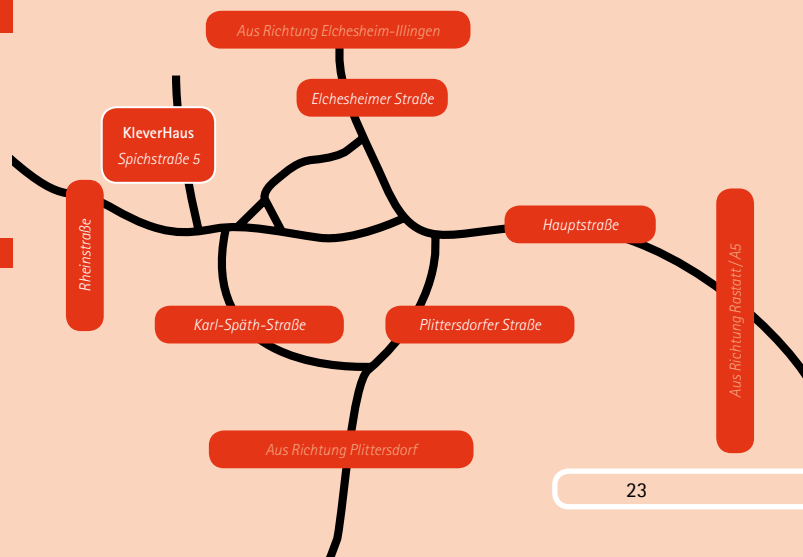 Aus Richtung Elchesheim-Illingen
Elchesheimer Straße
KleverHaus
Spichstraße 5
Rheinstraße
Hauptstraße
Aus Richtung Rastatt / A5
Karl-Späth-Straße
Plittersdorfer Straße
Aus Richtung Plittersdorf
23